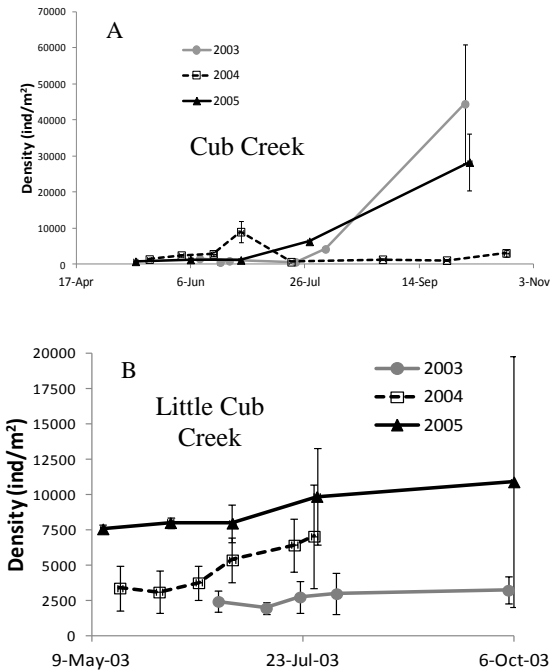 A
2003
2004
2005
Cub Creek
Density (ind/m²)
70000
60000
50000
40000
30000
20000
10000
0
17-Apr
6-Jun
26-Jul
14-Sep
3-Nov
B
2003
2004
2005
Little Cub
Creek
Density (ind/m²)
20000
17500
15000
12500
10000
7500
5000
2500
0
9-May-03
23-Jul-03
6-Oct-03